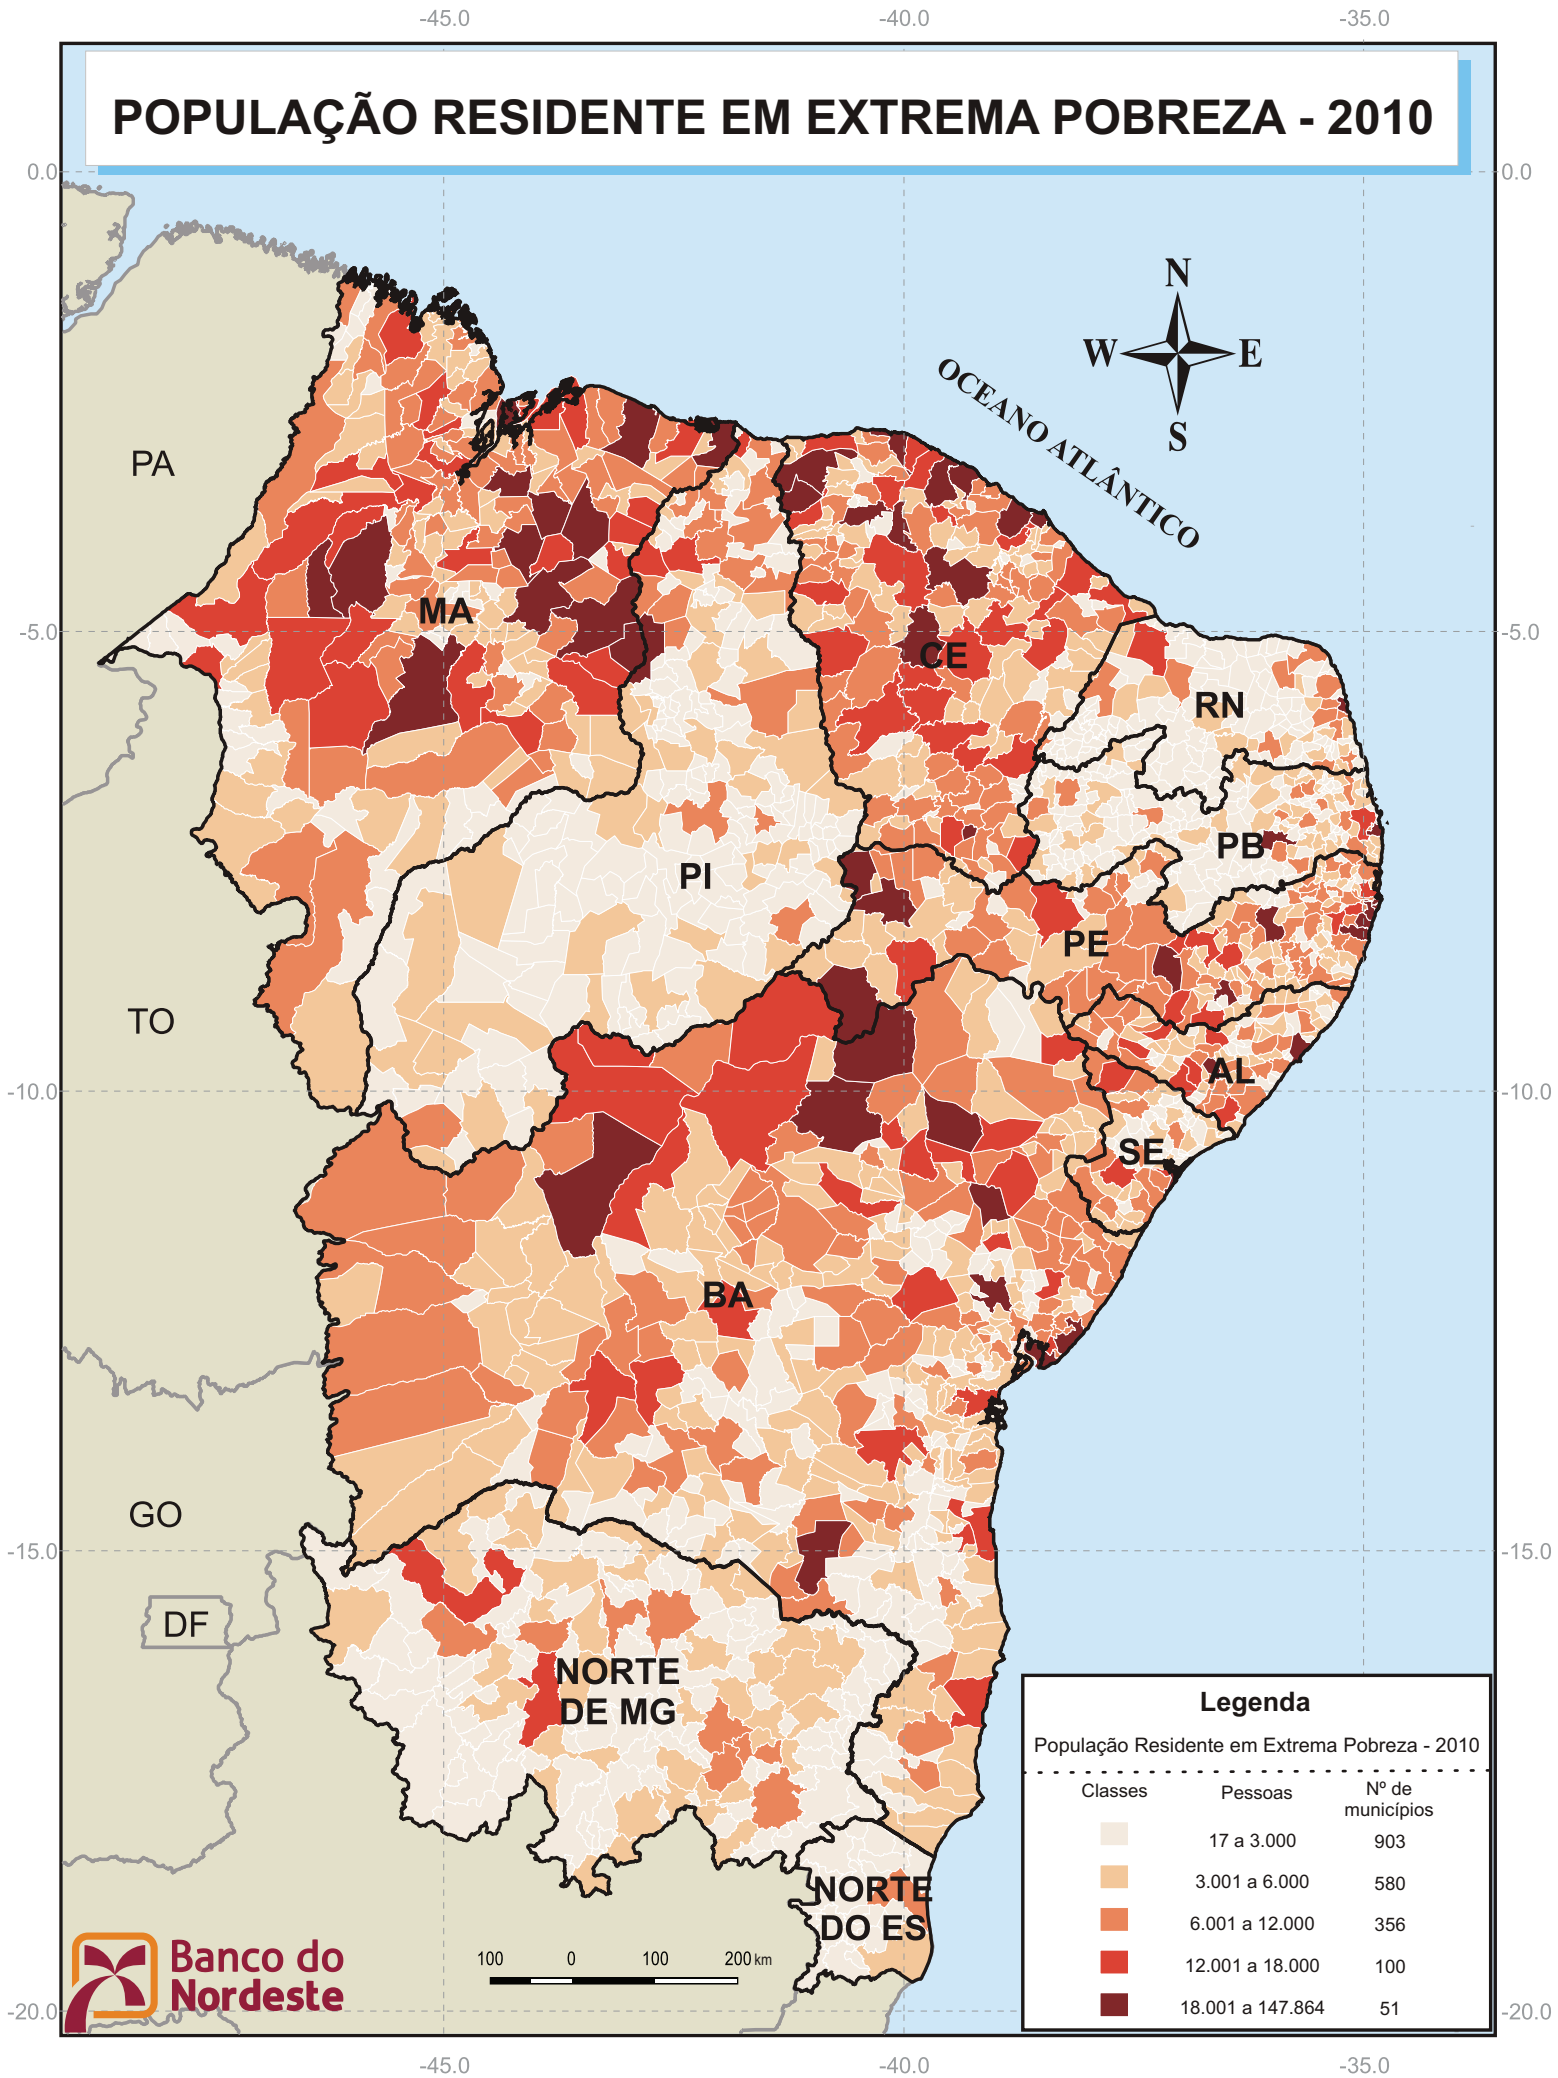 -45.0 -40.0 -35.0
POPULAÇÃO RESIDENTE EM EXTREMA POBREZA - 2010
0.0 0.0
N
W E
S
OCEANO ATLÂNTICO
PA
MA
-5.0 -5.0
CE
RN
PB
PI
PE
TO
AL
-10.0 -10.0
SE
BA
GO
-15.0 -15.0
DF
NORTE
DE MG
NORTE
DO ES
Legenda
População Residente em Extrema Pobreza - 2010
Classes Pessoas Nº de
municípios
17 a 3.000 903
3.001 a 6.000 580
6.001 a 12.000 356
12.001 a 18.000 100
18.001 a 147.864 51
Banco do
Nordeste
100 0 100 200 km
-20.0 -20.0
-45.0 -40.0 -35.0